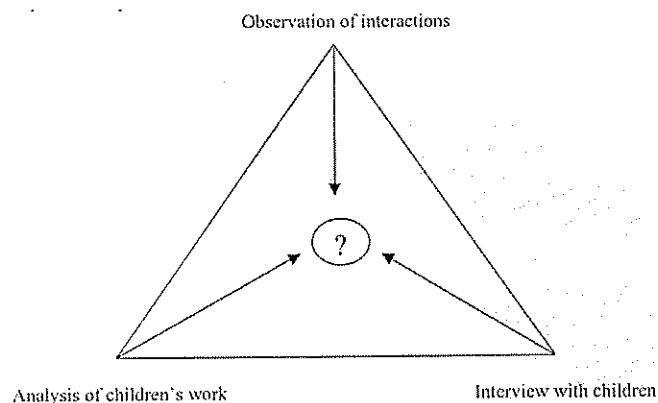 Observation of interactions
?
Analysis of children's work
Interview with children